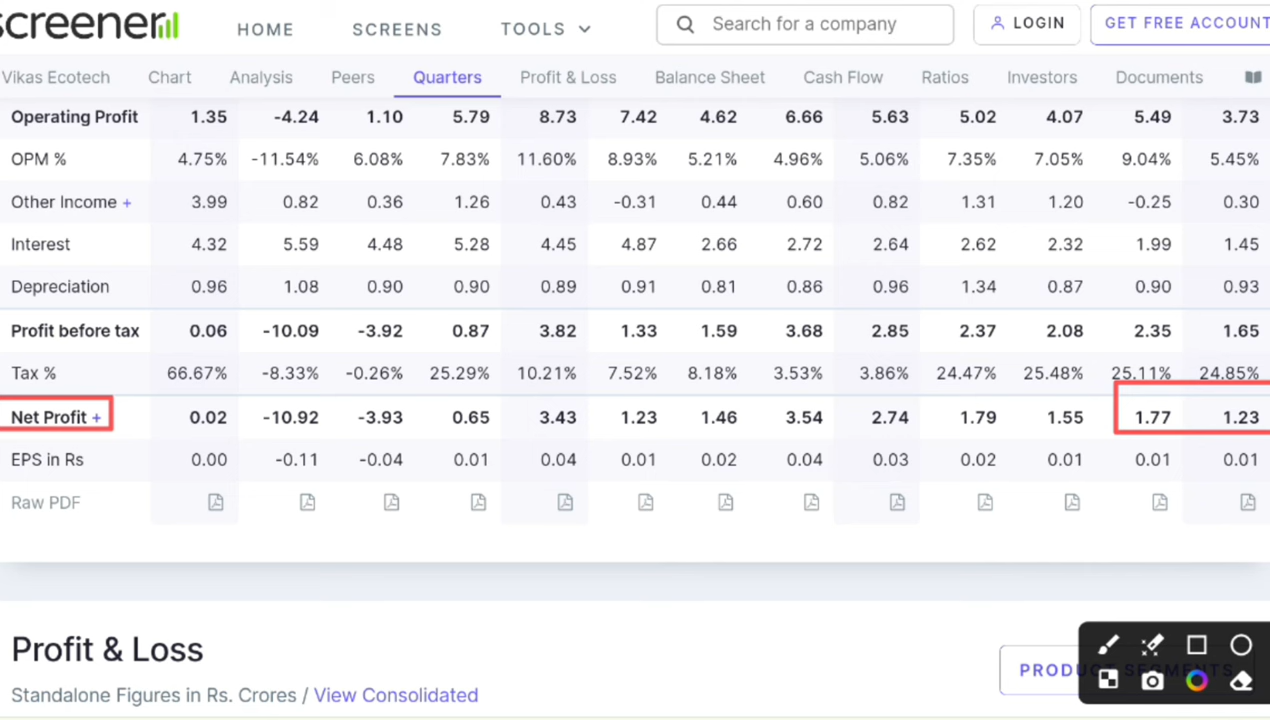 screener
HOME SCREENS TOOLS Search for a company LOGIN GET FREE ACCOUNT
Vikas Ecotech Chart Analysis Peers Quarters Profit & Loss Balance Sheet Cash Flow Ratios Investors Documents
Operating Profit 1.35 -4.24 1.10 5.79 8.73 7.42 4.62 6.66 5.63 5.02 4.07 5.49 3.73
OPM % 4.75% -11.54% 6.08% 7.83% 11.60% 8.93% 5.21% 4.96% 5.06% 7.35% 7.05% 9.04% 5.45%
Other Income + 3.99 0.82 0.36 1.26 0.43 -0.31 0.44 0.60 0.82 1.31 1.20 -0.25 0.30
Interest 4.32 5.59 4.48 5.28 4.45 4.87 2.66 2.72 2.64 2.62 2.32 1.99 1.45
Depreciation 0.96 1.08 0.90 0.90 0.89 0.91 0.81 0.86 0.96 1.34 0.87 0.90 0.93
Profit before tax 0.06 -10.09 -3.92 0.87 3.82 1.33 1.59 3.68 2.85 2.37 2.08 2.35 1.65
Tax % 66.67% -8.33% -0.26% 25.29% 10.21% 7.52% 8.18% 3.53% 3.86% 24.47% 25.48% 25.11% 24.85%
Net Profit + 0.02 -10.92 -3.93 0.65 3.43 1.23 1.46 3.54 2.74 1.79 1.55 1.77 1.23
EPS in Rs 0.00 -0.11 -0.04 0.01 0.04 0.01 0.02 0.04 0.03 0.02 0.01 0.01 0.01
Raw PDF
Profit & Loss
PRODUCT SEGMENTS
Standalone Figures in Rs. Crores / View Consolidated